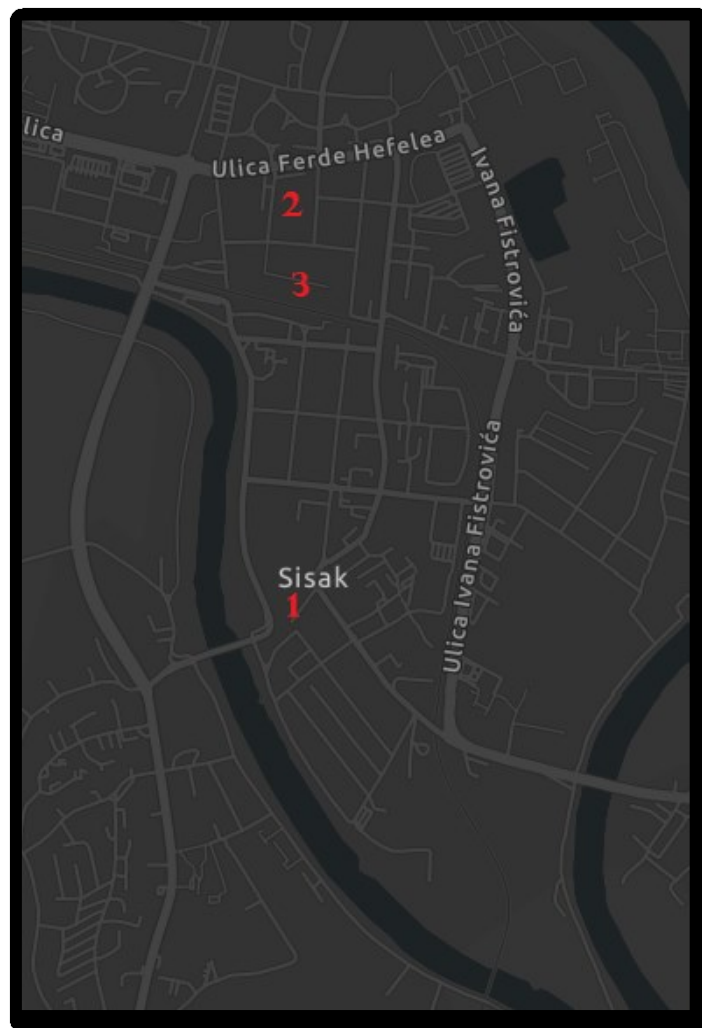 lica
Ulica Ferde Hefelea
Ivana Fistrovića
2
3
Ulica Ivana Fistrovića
Sisak
1